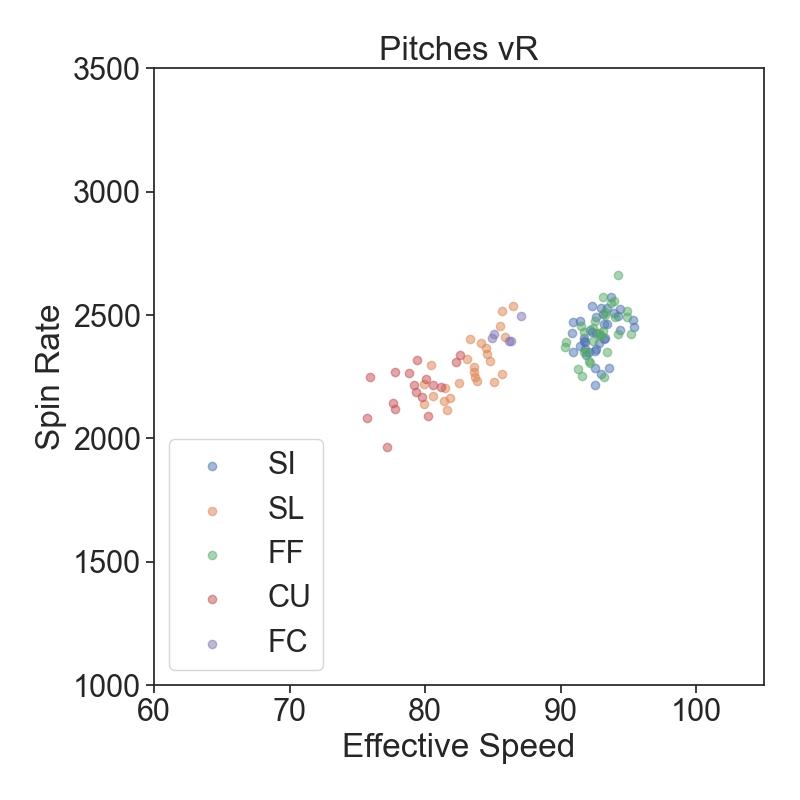 Pitches vR
3500
3000
2500
2000
1500
1000
Spin Rate
SI
SL
FF
CU
FC
60 70 80 90 100
Effective Speed